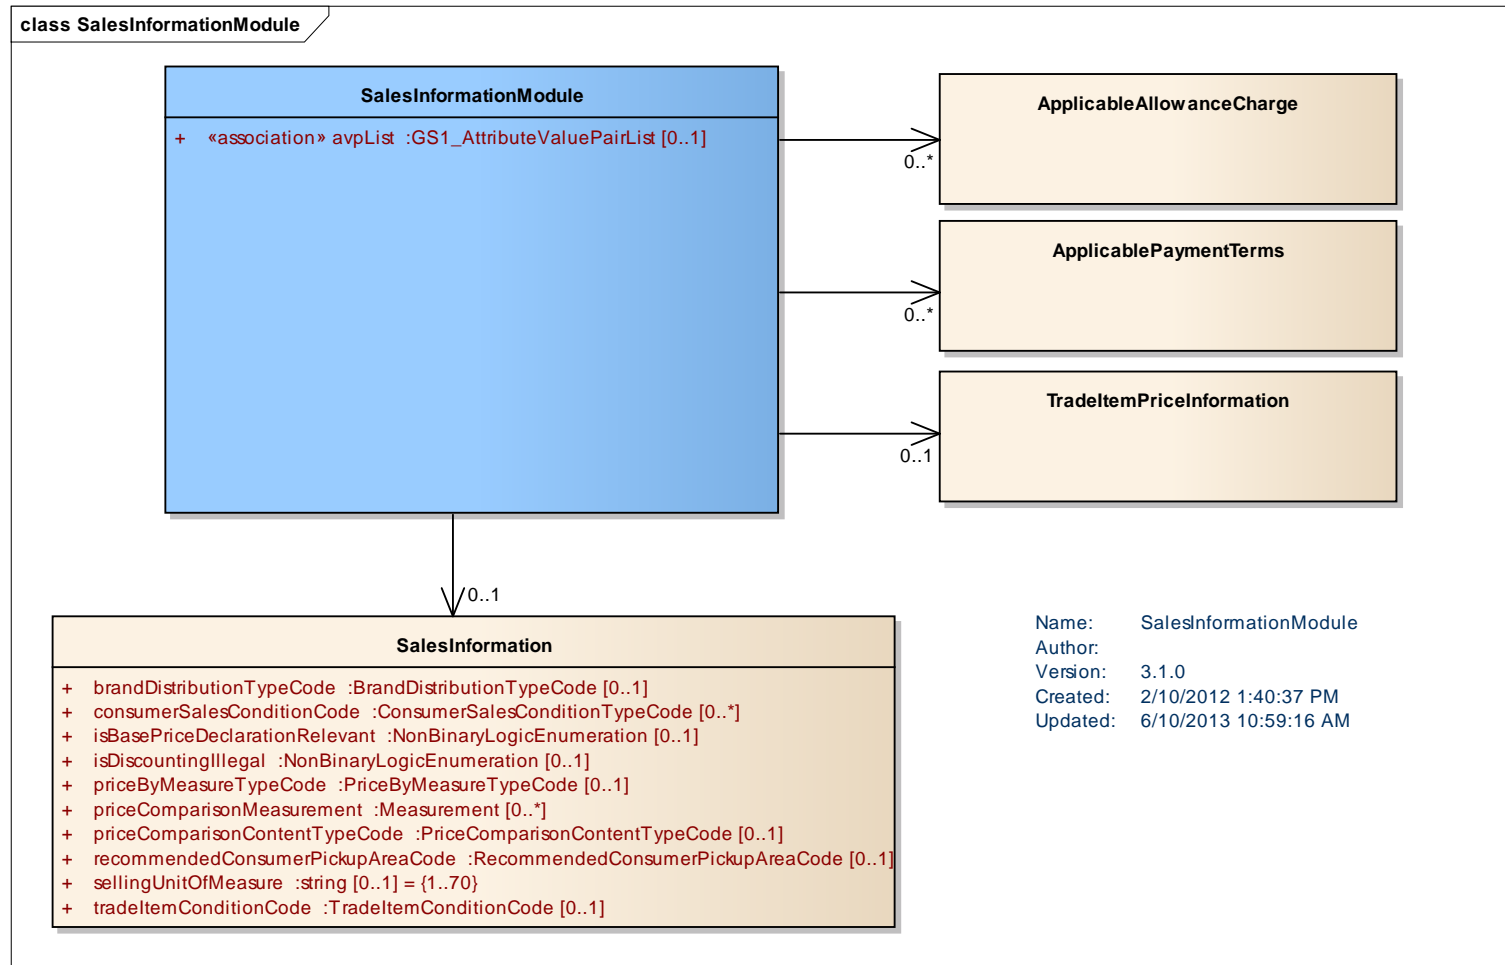 class SalesInformationModule
SalesInformationModule
+ «association» avpList :GS1_AttributeValuePairList [0..1]
ApplicableAllowanceCharge
0..*
ApplicablePaymentTerms
0..*
TradeItemPriceInformation
0..1
0..1
SalesInformation
+ brandDistributionTypeCode :BrandDistributionTypeCode [0..1]
+ consumerSalesConditionCode :ConsumerSalesConditionTypeCode [0..*]
+ isBasePriceDeclarationRelevant :NonBinaryLogicEnumeration [0..1]
+ isDiscountingIllegal :NonBinaryLogicEnumeration [0..1]
+ priceByMeasureTypeCode :PriceByMeasureTypeCode [0..1]
+ priceComparisonMeasurement :Measurement [0..*]
+ priceComparisonContentTypeCode :PriceComparisonContentTypeCode [0..1]
+ recommendedConsumerPickupAreaCode :RecommendedConsumerPickupAreaCode [0..1]
+ sellingUnitOfMeasure :string [0..1] = {1..70}
+ tradeItemConditionCode :TradeItemConditionCode [0..1]
Name: SalesInformationModule
Author:
Version: 3.1.0
Created: 2/10/2012 1:40:37 PM
Updated: 6/10/2013 10:59:16 AM